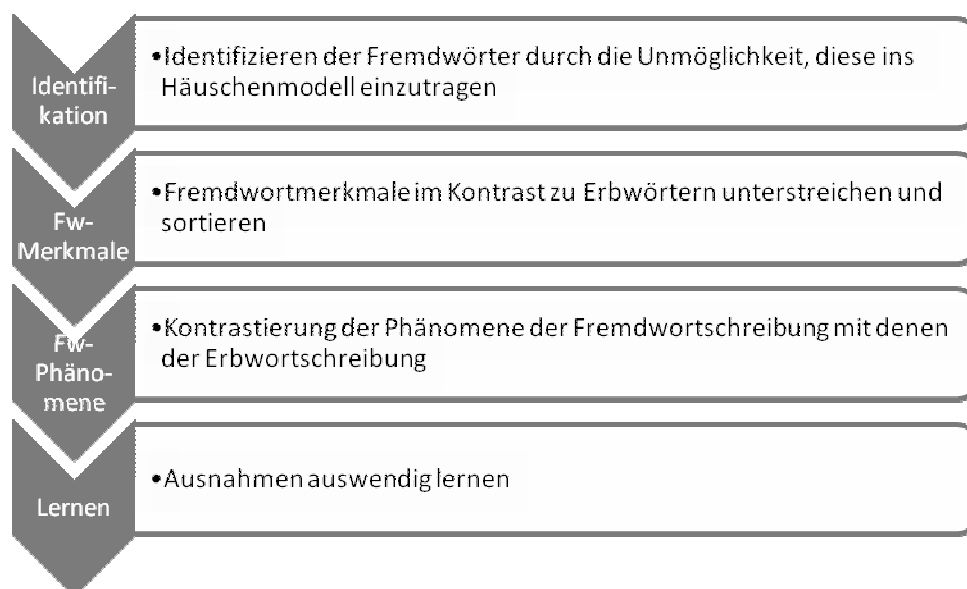 Identifi-
kation
•Identifizieren der Fremdwörter durch die Unmöglichkeit, diese ins
Häuschenmodell einzutragen
Fw-
Merkmale
•Fremdwortmerkmale im Kontrast zu Erbwörtern unterstreichen und
sortieren
Fw-
Phäno-
mene
•Kontrastierung der Phänomene der Fremdwortschreibung mit denen
der Erbwortschreibung
Lernen
•Ausnahmen auswendig lernen